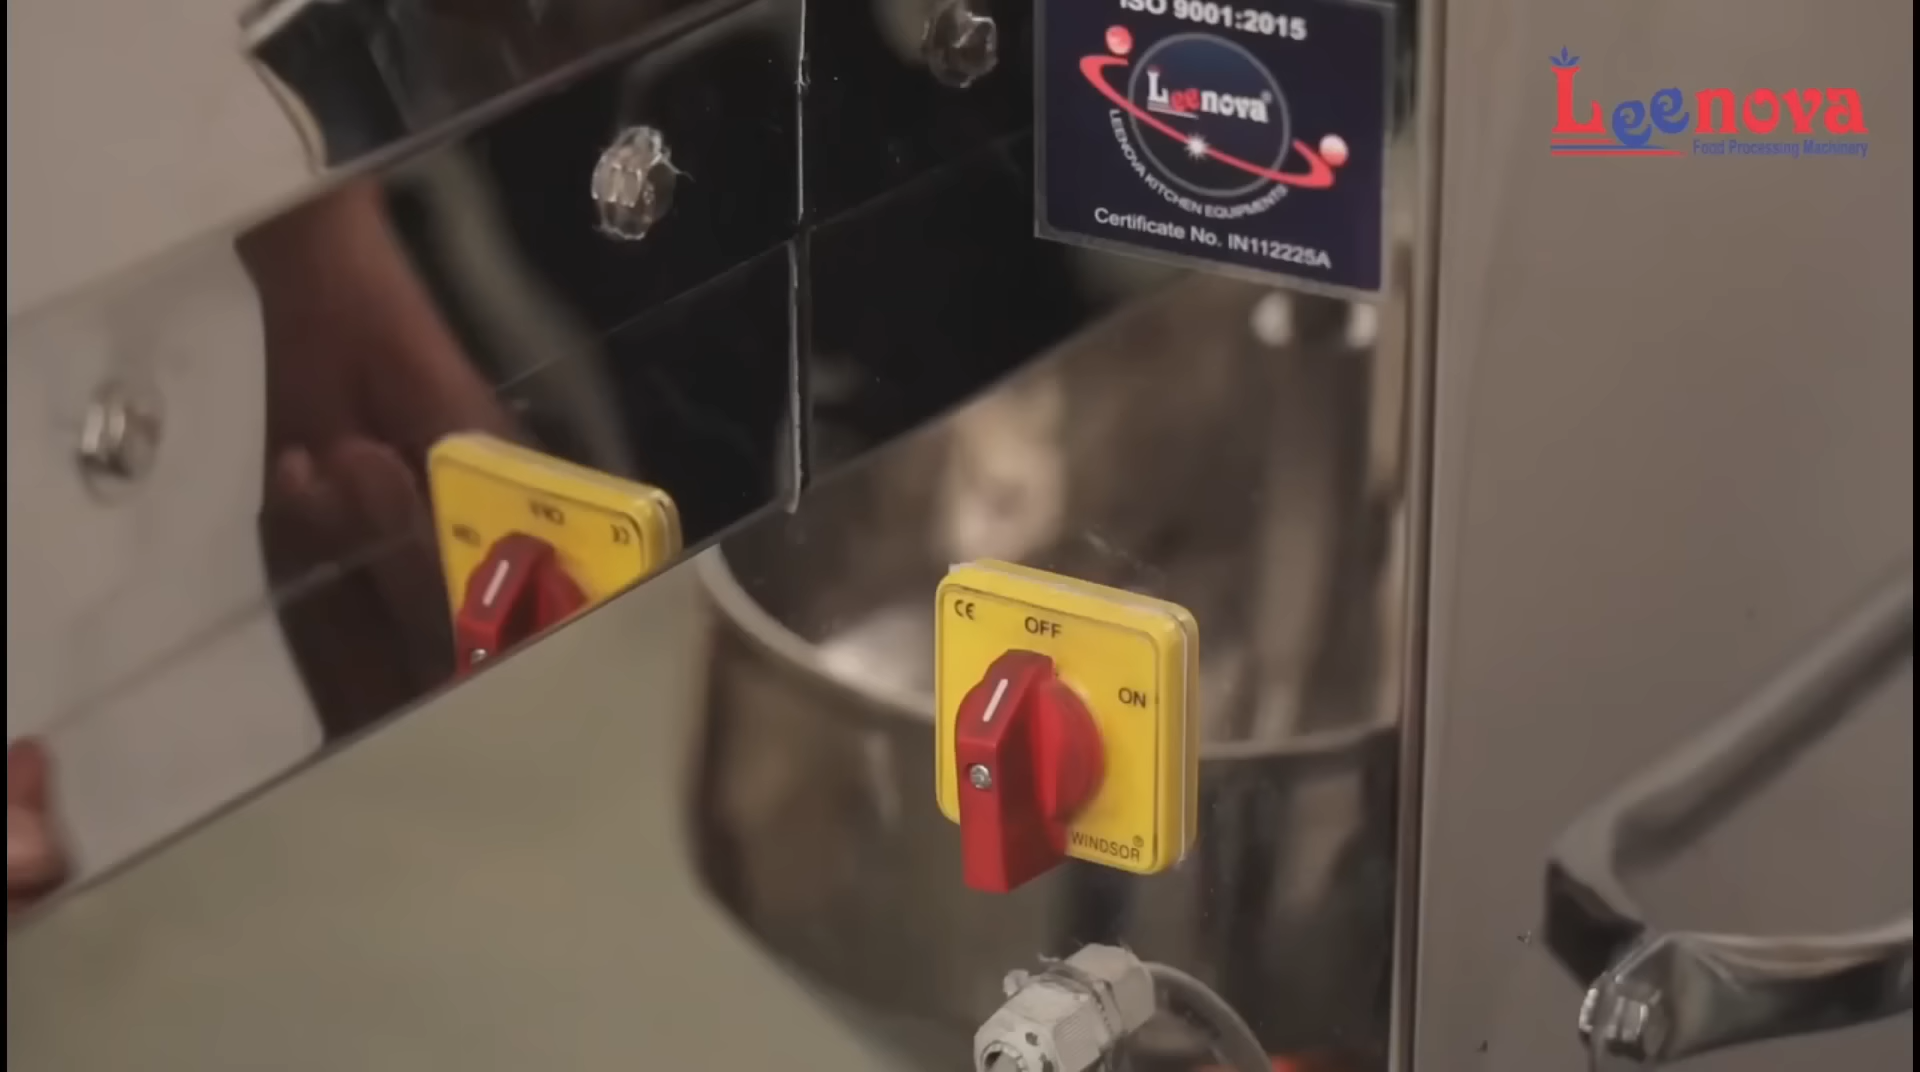 ISO 9001:2015
Leenova®
LEENOVA KITCHEN EQUIPMENTS
Certificate No. IN112225A
Leenova
Food Processing Machinery
CE
OFF
ON
WINDSOR®